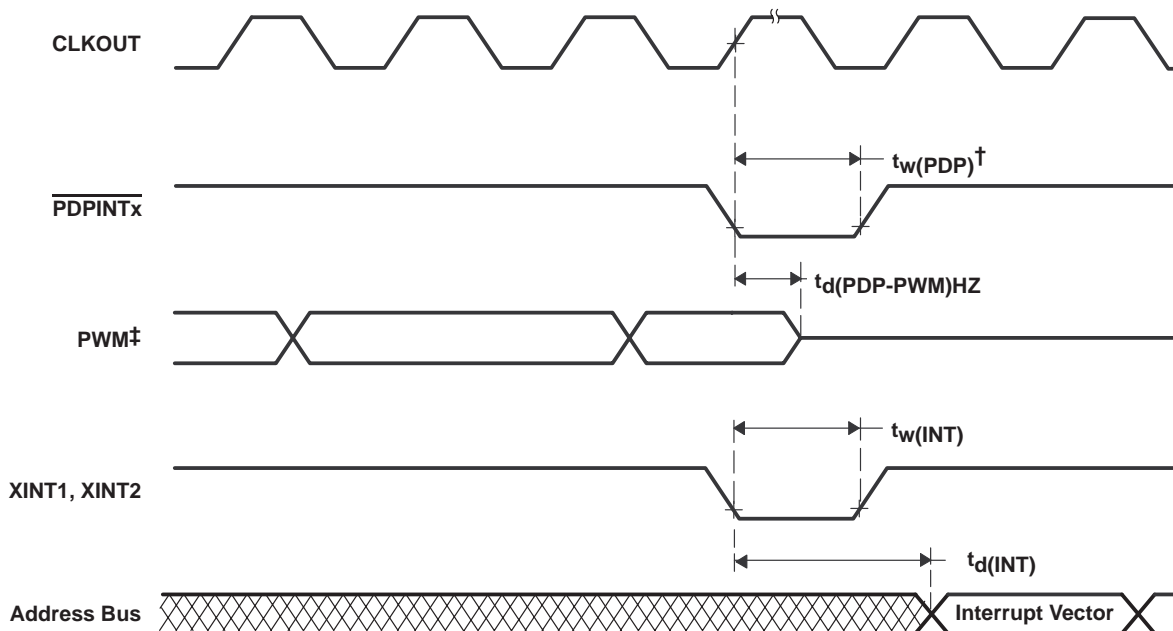 CLKOUT
tw(PDP)†
PDPINTx
td(PDP-PWM)HZ
PWM‡
tw(INT)
XINT1, XINT2
td(INT)
Address Bus
Interrupt Vector